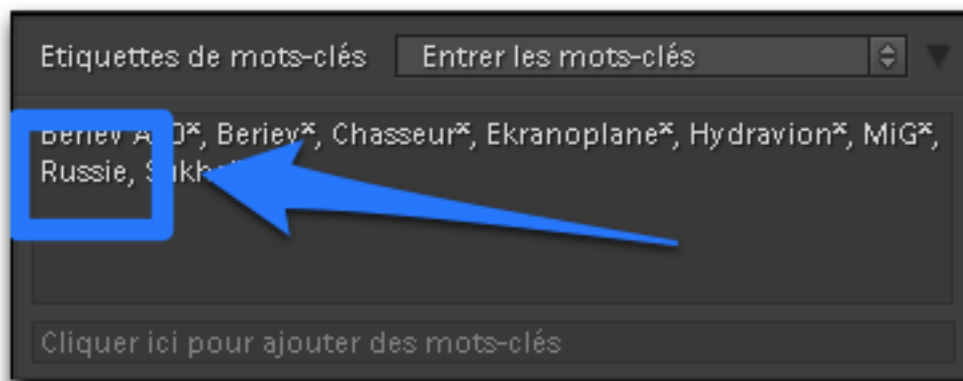 Etiquettes de mots-clés Entrer les mots-clés
Beriev*, Chasseur*, Ekranoplane*, Hydravion*, MiG*,
Russie,
Cliquer ici pour ajouter des mots-clés